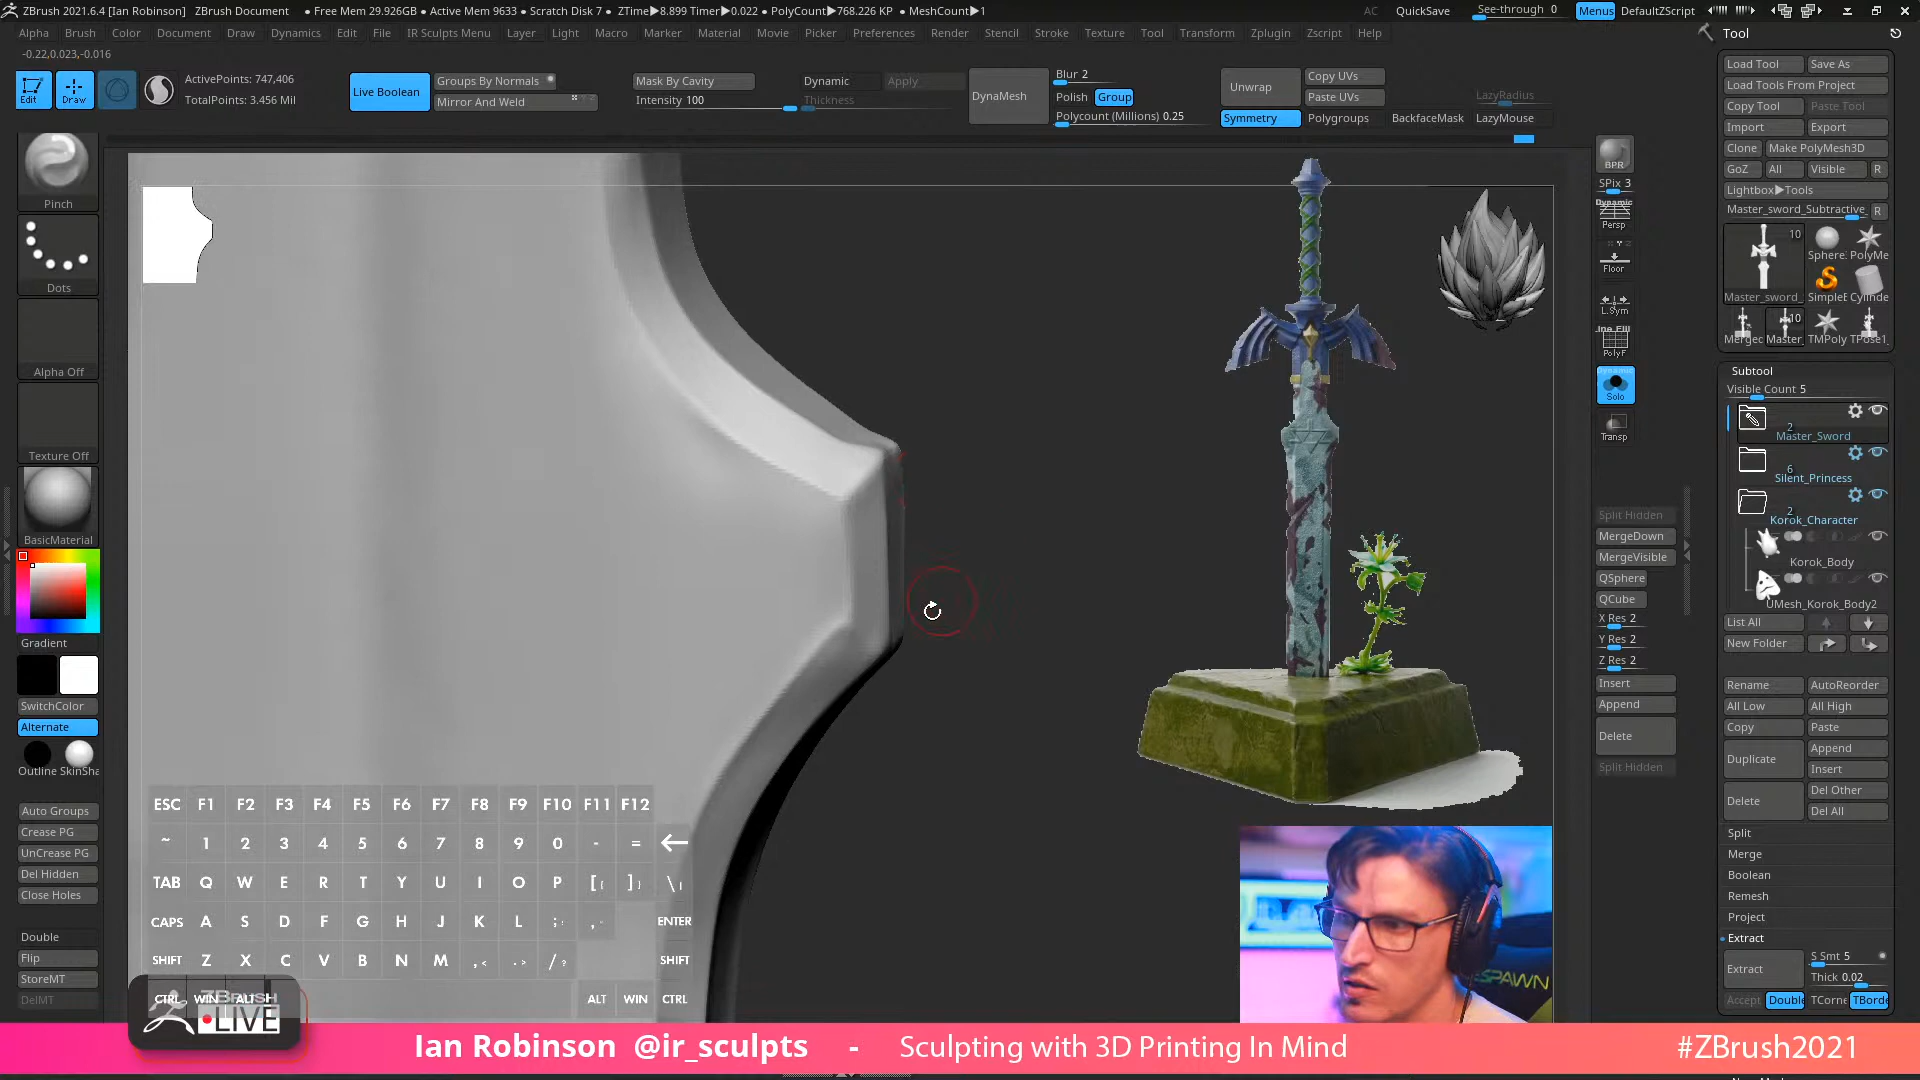 ZBrush 2021.6.4 [Ian Robinson] ZBrush Document • Free Mem 29.926GB • Active Mem 9633 • Scratch Disk 7 • ZTime▶8.899 Timer▶0.022 • PolyCount▶768.226 KP • MeshCount▶1 AC QuickSave See-through 0 Menus DefaultZScript
Alpha Brush Color Document Draw Dynamics Edit File IR Sculpts Menu Layer Light Macro Marker Material Movie Picker Preferences Render Stencil Stroke Texture Tool Transform Zplugin Zscript Help
-0.22,0.023,-0.016
Edit Draw
ActivePoints: 747,406
TotalPoints: 3.456 Mil
Live Boolean
Groups By Normals
Mirror And Weld
Mask By Cavity
Intensity 100
Dynamic Apply
Thickness
DynaMesh
Blur 2
Polish Group
Polycount (Millions) 0.25
Unwrap
Copy UVs
Paste UVs
Symmetry Polygroups BackfaceMask LazyMouse
LazyRadius
Pinch
Dots
Alpha Off
Texture Off
BasicMaterial
Gradient
SwitchColor
Alternate
Outline SkinSha
Auto Groups
Crease PG
UnCrease PG
Del Hidden
Close Holes
Double
Flip
StoreMT
DelMT
BPR
SPix 3
Dynamic
Persp
Floor
L.Sym
Line Fill
PolyF
Dynamic
Solo
Transp
Split Hidden
MergeDown
MergeVisible
QSphere
QCube
X Res 2
Y Res 2
Z Res 2
Insert
Append
Delete
Split Hidden
Tool
Load Tool Save As
Load Tools From Project
Copy Tool Paste Tool
Import Export
Clone Make PolyMesh3D
GoZ All Visible R
Lightbox▶Tools
Master_sword_Subtractive_ R
10
Sphere PolyMe
Master_sword_ SimpleE Cylinde
10
Mergec Master_ TMPoly TPose1_
Subtool
Visible Count 5
2
Master_Sword
6
Silent_Princess
2
Korok_Character
Korok_Body
UMesh_Korok_Body2
List All
New Folder
Rename AutoReorder
All Low All High
Copy Paste
Duplicate Append
Insert
Delete Del Other
Del All
Split
Merge
Boolean
Remesh
Project
Extract
Extract S Smt 5
Thick 0.02
Accept Double TCorne TBorde
ESC F1 F2 F3 F4 F5 F6 F7 F8 F9 F10 F11 F12
~ 1 2 3 4 5 6 7 8 9 0 - = ←
TAB Q W E R T Y U I O P [{ ]} \|
CAPS A S D F G H J K L ;: ENTER
SHIFT Z X C V B N M ,< .> /? SHIFT
CTRL WIN ALT ALT WIN CTRL
ZBRUSH
LIVE
ESPAWN
Ian Robinson @ir_sculpts - Sculpting with 3D Printing In Mind #ZBrush2021